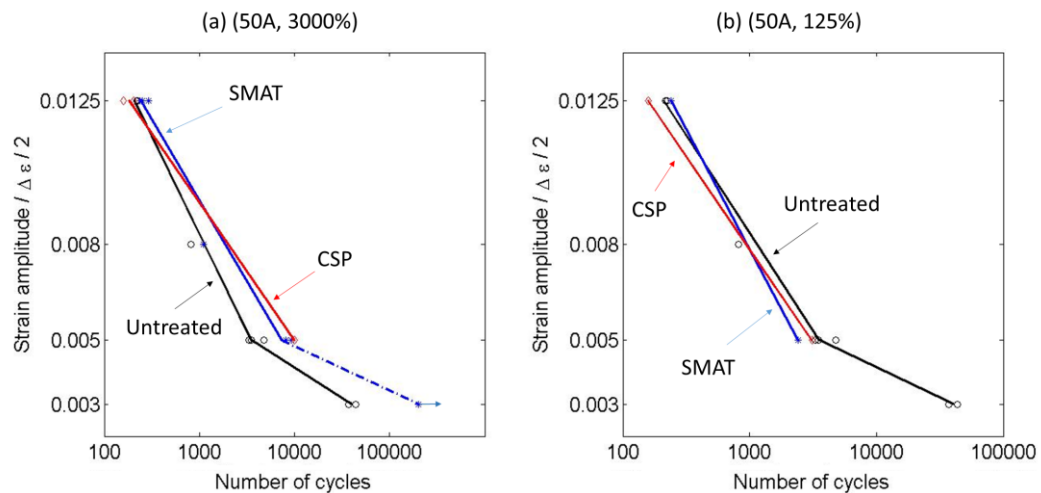 (a) (50A, 3000%)
SMAT
CSP
Untreated
0.0125
0.008
0.005
0.003
Strain amplitude / Δ ε / 2
100 1000 10000 100000
Number of cycles
(b) (50A, 125%)
CSP
Untreated
SMAT
0.0125
0.008
0.005
0.003
Strain amplitude / Δ ε / 2
100 1000 10000 100000
Number of cycles